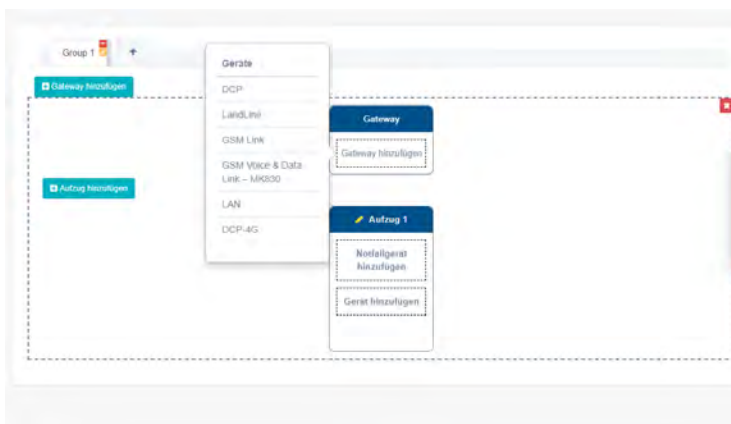 Group 1
+
Gateway hinzufügen
Geräte
DCP
LandLine
GSM Link
GSM Voice & Data
Link – MK830
LAN
DCP-4G
Gateway
Gateway hinzufügen
Aufzug hinzufügen
Aufzug 1
Notfallgerät
hinzufügen
Gerät hinzufügen